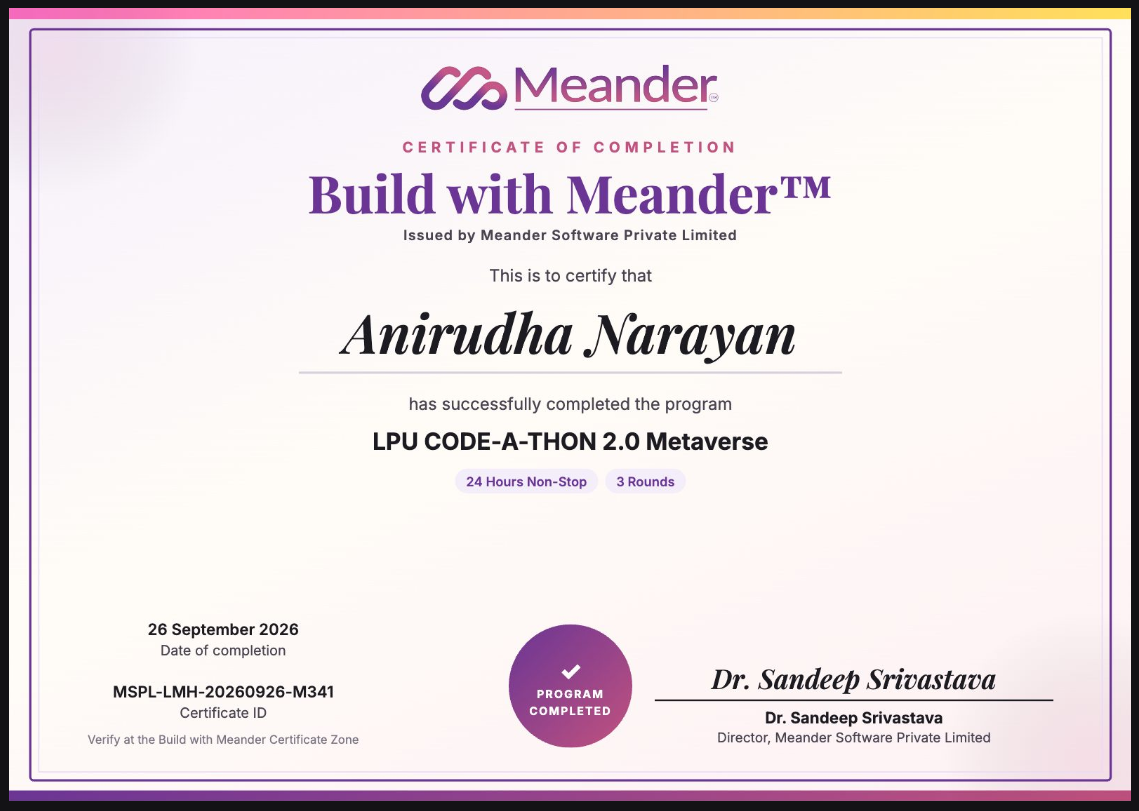 Meander
CERTIFICATE OF COMPLETION
Build with Meander™
Issued by Meander Software Private Limited
This is to certify that
Anirudha Narayan
has successfully completed the program
LPU CODE-A-THON 2.0 Metaverse
24 Hours Non-Stop 3 Rounds
26 September 2026
Date of completion
MSPL-LMH-20260926-M341
Certificate ID
Verify at the Build with Meander Certificate Zone
PROGRAM
COMPLETED
Dr. Sandeep Srivastava
Dr. Sandeep Srivastava
Director, Meander Software Private Limited